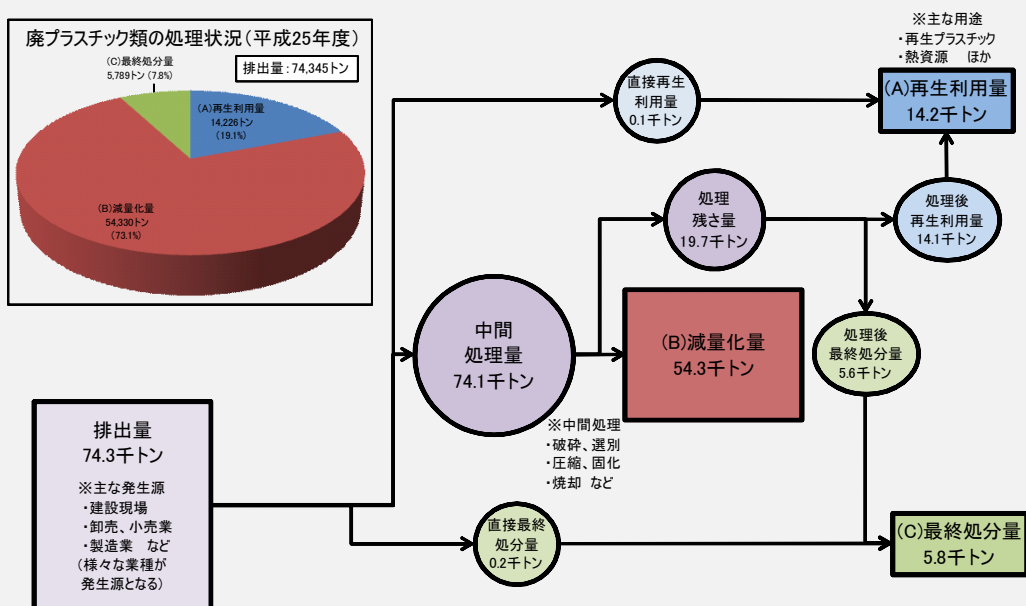 廃プラスチック類の処理状況(平成25年度)
排出量:74,345トン
(C)最終処分量
5,789トン (7.8%)
(A)再生利用量
14,226トン
(19.1%)
(B)減量化量
54,330トン
(73.1%)
※主な用途
・再生プラスチック
・熱資源 ほか
直接再生
利用量
0.1千トン
(A)再生利用量
14.2千トン
処理
残さ量
19.7千トン
処理後
再生利用量
14.1千トン
中間
処理量
74.1千トン
(B)減量化量
54.3千トン
処理後
最終処分量
5.6千トン
※中間処理
・破砕、選別
・圧縮、固化
・焼却 など
排出量
74.3千トン
※主な発生源
・建設現場
・卸売、小売業
・製造業 など
(様々な業種が
発生源となる)
直接最終
処分量
0.2千トン
(C)最終処分量
5.8千トン